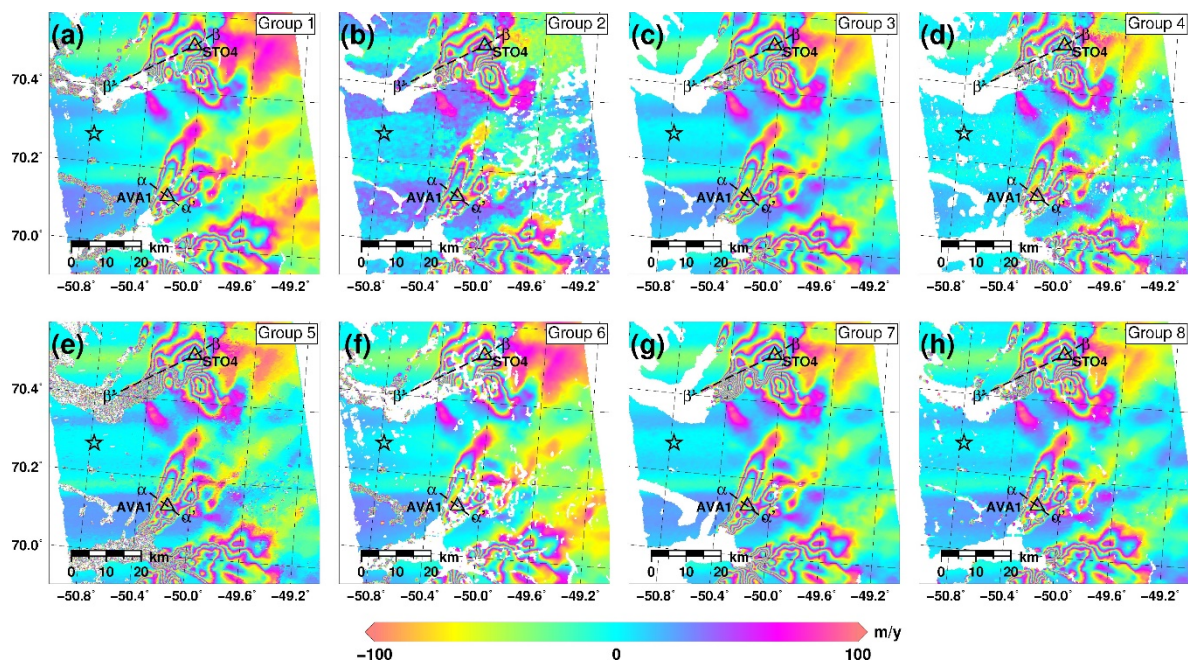 (a) Group 1 (b) Group 2 (c) Group 3 (d) Group 4
β STO4 β' β STO4 β' β STO4 β' β STO4 β'
70.4˚
70.2˚
α AVA1 α' α AVA1 α' α AVA1 α' α AVA1 α'
70.0˚
km km km km
0 10 20 0 10 20 0 10 20 0 10 20
−50.8˚ −50.4˚ −50.0˚ −49.6˚ −49.2˚ −50.8˚ −50.4˚ −50.0˚ −49.6˚ −49.2˚ −50.8˚ −50.4˚ −50.0˚ −49.6˚ −49.2˚ −50.8˚ −50.4˚ −50.0˚ −49.6˚ −49.2˚
(e) Group 5 (f) Group 6 (g) Group 7 (h) Group 8
β STO4 β' β STO4 β' β STO4 β' β STO4 β'
70.4˚
70.2˚
α AVA1 α' α AVA1 α' α AVA1 α' α AVA1 α'
70.0˚
km km km km
0 10 20 0 10 20 0 10 20 0 10 20
−50.8˚ −50.4˚ −50.0˚ −49.6˚ −49.2˚ −50.8˚ −50.4˚ −50.0˚ −49.6˚ −49.2˚ −50.8˚ −50.4˚ −50.0˚ −49.6˚ −49.2˚ −50.8˚ −50.4˚ −50.0˚ −49.6˚ −49.2˚
m/y
−100 0 100